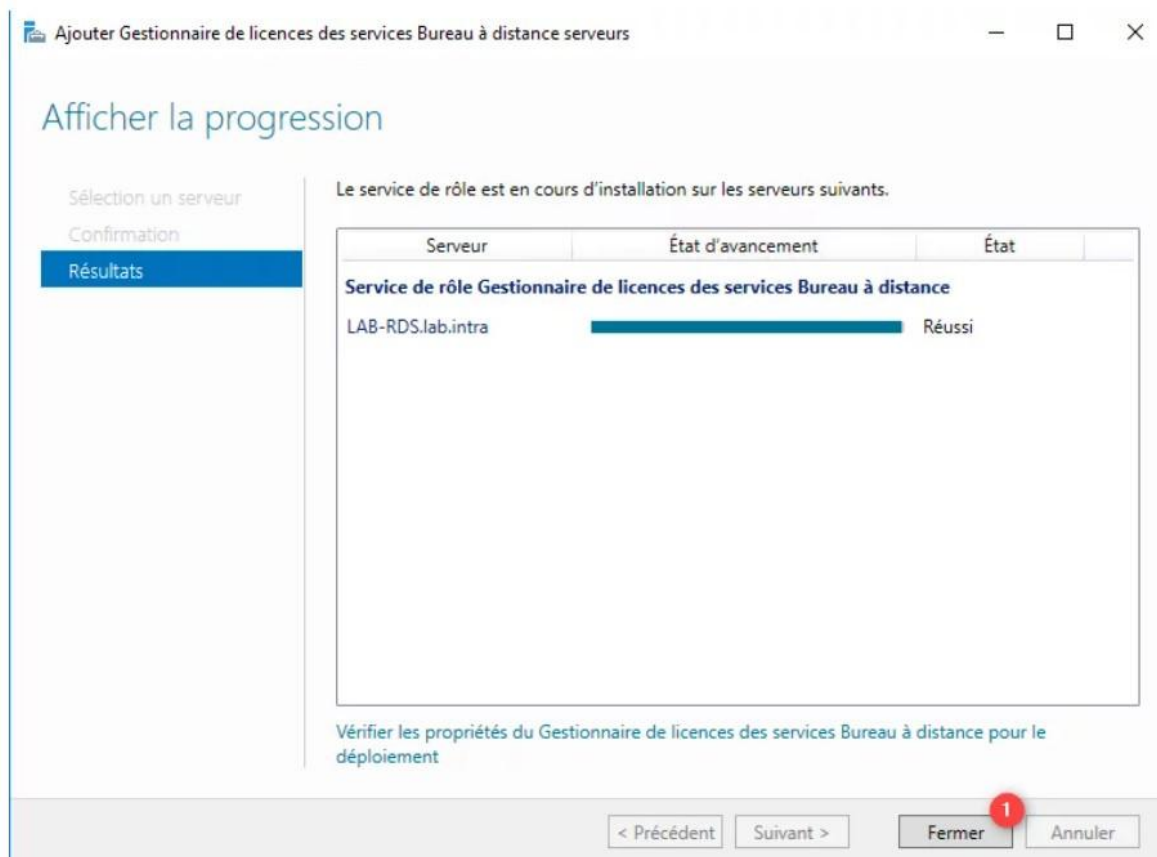 Ajouter Gestionnaire de licences des services Bureau à distance serveurs
Afficher la progression
Sélection un serveur
Confirmation
Résultats
Le service de rôle est en cours d'installation sur les serveurs suivants.
Serveur État d'avancement État
Service de rôle Gestionnaire de licences des services Bureau à distance
LAB-RDS.lab.intra Réussi
Vérifier les propriétés du Gestionnaire de licences des services Bureau à distance pour le
déploiement
1
< Précédent Suivant > Fermer Annuler